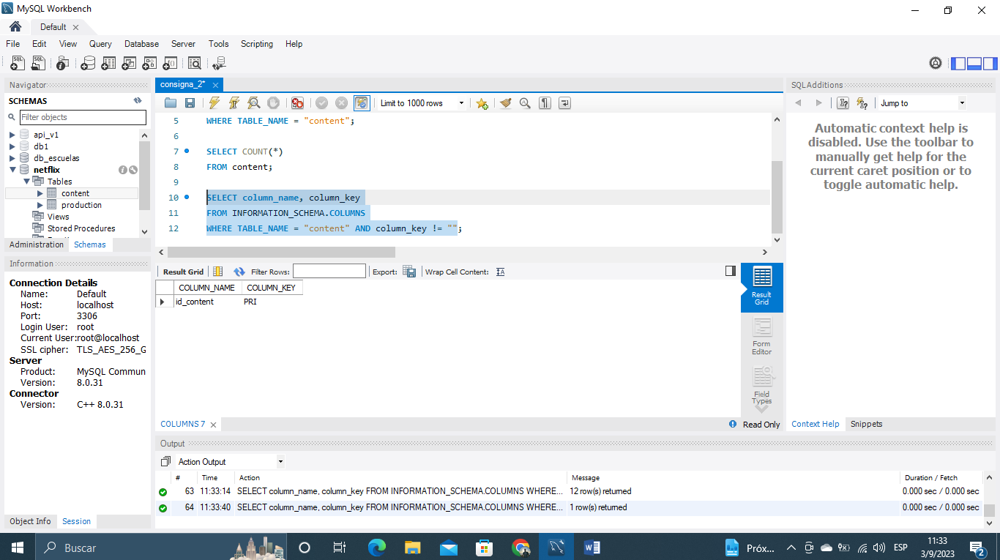 MySQL Workbench
Default
File Edit View Query Database Server Tools Scripting Help
Navigator
SCHEMAS
Filter objects
api_v1
db1
db_escuelas
netflix
Tables
content
production
Views
Stored Procedures
Administration Schemas
Information
Connection Details
Name: Default
Host: localhost
Port: 3306
Login User: root
Current User:root@localhost
SSL cipher: TLS_AES_256_G
Server
Product: MySQL Commun
Version: 8.0.31
Connector
Version: C++ 8.0.31
Object Info Session
consigna_2*
Limit to 1000 rows
5 WHERE TABLE_NAME = "content";
6
7 SELECT COUNT(*)
8 FROM content;
9
10 SELECT column_name, column_key
11 FROM INFORMATION_SCHEMA.COLUMNS
12 WHERE TABLE_NAME = "content" AND column_key != "";
Result Grid Filter Rows: Export: Wrap Cell Content:
COLUMN_NAME COLUMN_KEY
id_content PRI
Result
Grid
Form
Editor
Field
Types
COLUMNS 7
Read Only
SQLAdditions
Jump to
Automatic context help is
disabled. Use the toolbar to
manually get help for the
current caret position or to
toggle automatic help.
Context Help Snippets
Output
Action Output
# Time Action Message Duration / Fetch
63 11:33:14 SELECT column_name, column_key FROM INFORMATION_SCHEMA.COLUMNS WHERE... 12 row(s) returned 0.000 sec / 0.000 sec
64 11:33:40 SELECT column_name, column_key FROM INFORMATION_SCHEMA.COLUMNS WHERE... 1 row(s) returned 0.000 sec / 0.000 sec
Buscar
Próx...
ESP
11:33
3/9/2023
2